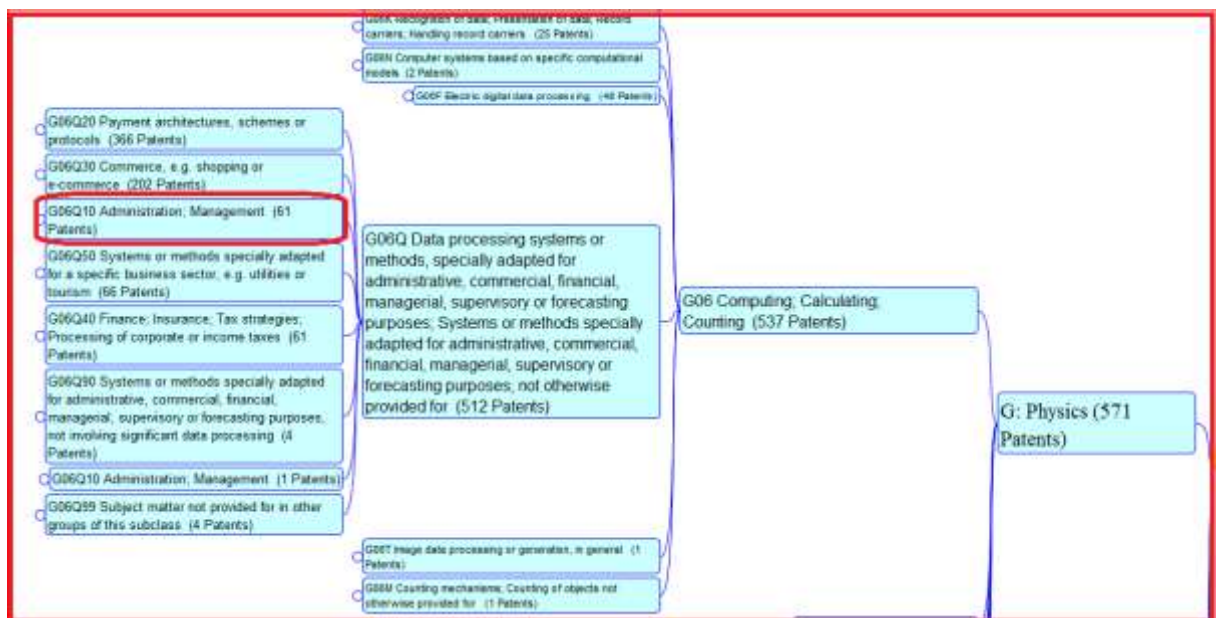 G06K Recognition of data; Presentation of data; Record
carriers; Handling record carriers (25 Patents)
G06N Computer systems based on specific computational
models (2 Patents)
G06F Electric digital data processing (48 Patents)
G06Q20 Payment architectures, schemes or
protocols (366 Patents)
G06Q30 Commerce, e.g. shopping or
e-commerce (202 Patents)
G06Q10 Administration; Management (61
Patents)
G06Q50 Systems or methods specially adapted
for a specific business sector, e.g. utilities or
tourism (66 Patents)
G06Q40 Finance; Insurance; Tax strategies;
Processing of corporate or income taxes (61
Patents)
G06Q90 Systems or methods specially adapted
for administrative, commercial, financial,
managerial, supervisory or forecasting purposes,
not involving significant data processing (4
Patents)
G06Q10 Administration; Management (1 Patents)
G06Q99 Subject matter not provided for in other
groups of this subclass (4 Patents)
G06Q Data processing systems or
methods, specially adapted for
administrative, commercial, financial,
managerial, supervisory or forecasting
purposes; Systems or methods specially
adapted for administrative, commercial,
financial, managerial, supervisory or
forecasting purposes, not otherwise
provided for (512 Patents)
G06T Image data processing or generation, in general (1
Patents)
G06M Counting mechanisms; Counting of objects not
otherwise provided for (1 Patents)
G06 Computing; Calculating;
Counting (537 Patents)
G: Physics (571
Patents)